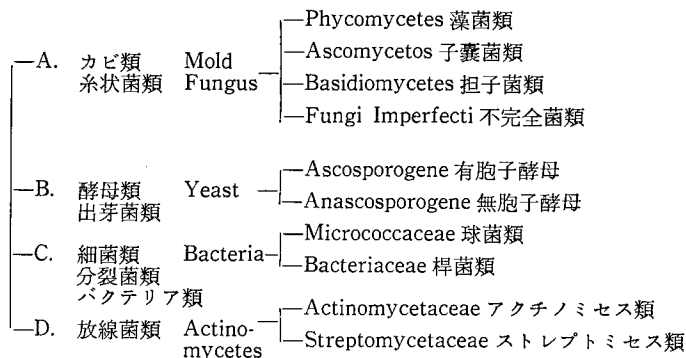 Phycomycetes 藻菌類
A. カビ類 Mold
Ascomycetos 子嚢菌類
糸状菌類 Fungus
Basidiomycetes 担子菌類
Fungi Imperfecti 不完全菌類
Ascosporogene 有胞子酵母
B. 酵母類 Yeast
出芽菌類
Anascosporogene 無胞子酵母
Micrococcaceae 球菌類
C. 細菌類 Bacteria
分裂菌類
Bacteriaceae 桿菌類
バクテリア類
Actinomycetaceae アクチノミセス類
D. 放線菌類 Actino-
mycetes
Streptomycetaceae ストレプトミセス類